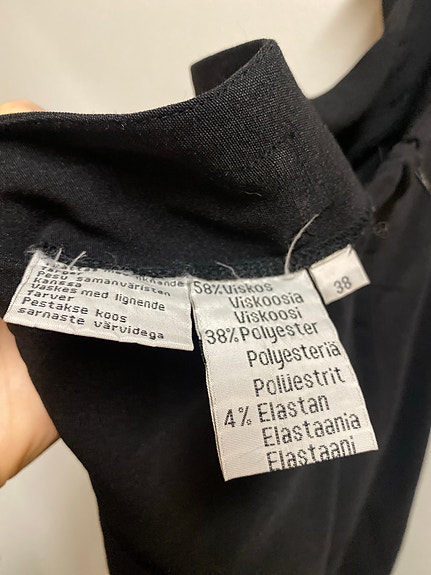 Pesu samanväristen
kanssa
Vaskes med lignende
farver
Pestakse koos
sarnaste värvidega
58%Viskos
Viskoosia
Viskoosi
38%Polyester
Polyesteriä
Polüestrit
4% Elastan
Elastaania
Elastaani
38